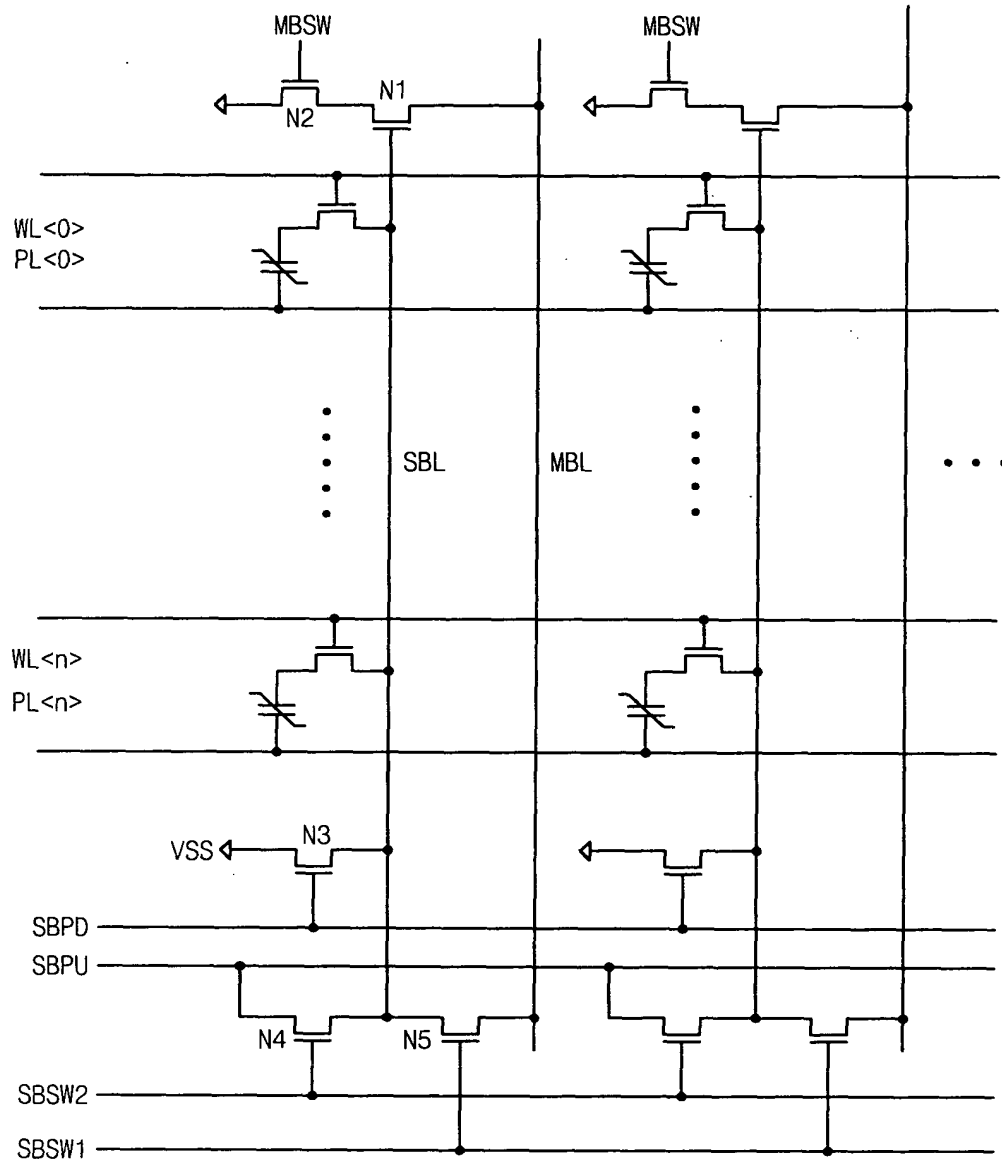 MBSW
MBSW
N1
N2
WL<0>
PL<0>
SBL
MBL
WL<n>
PL<n>
N3
VSS
SBPD
SBPU
N4
N5
SBSW2
SBSW1